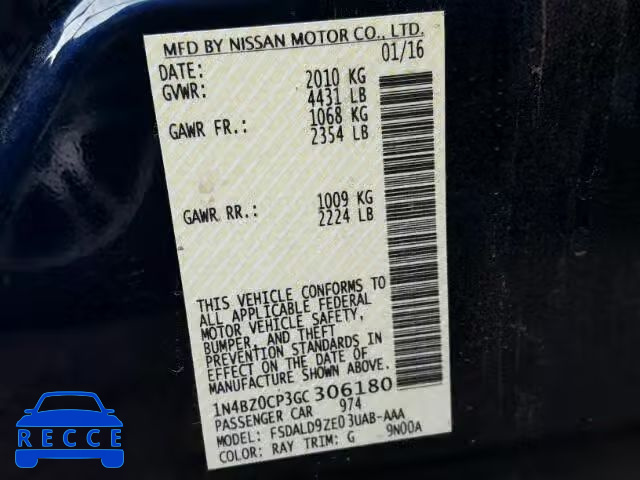 MFD BY NISSAN MOTOR CO., LTD.
DATE: 01/16
GVWR: 2010 KG
4431 LB
GAWR FR.: 1068 KG
2354 LB
GAWR RR.: 1009 KG
2224 LB
THIS VEHICLE CONFORMS TO
ALL APPLICABLE FEDERAL
MOTOR VEHICLE SAFETY,
BUMPER, AND THEFT
PREVENTION STANDARDS IN
EFFECT ON THE DATE OF
MANUFACTURE SHOWN ABOVE.
1N4BZ0CP3GC306180
PASSENGER CAR 974
MODEL: FSDALD9ZE03UAB-AAA
COLOR: RAY TRIM: G 9N00A
RECCE